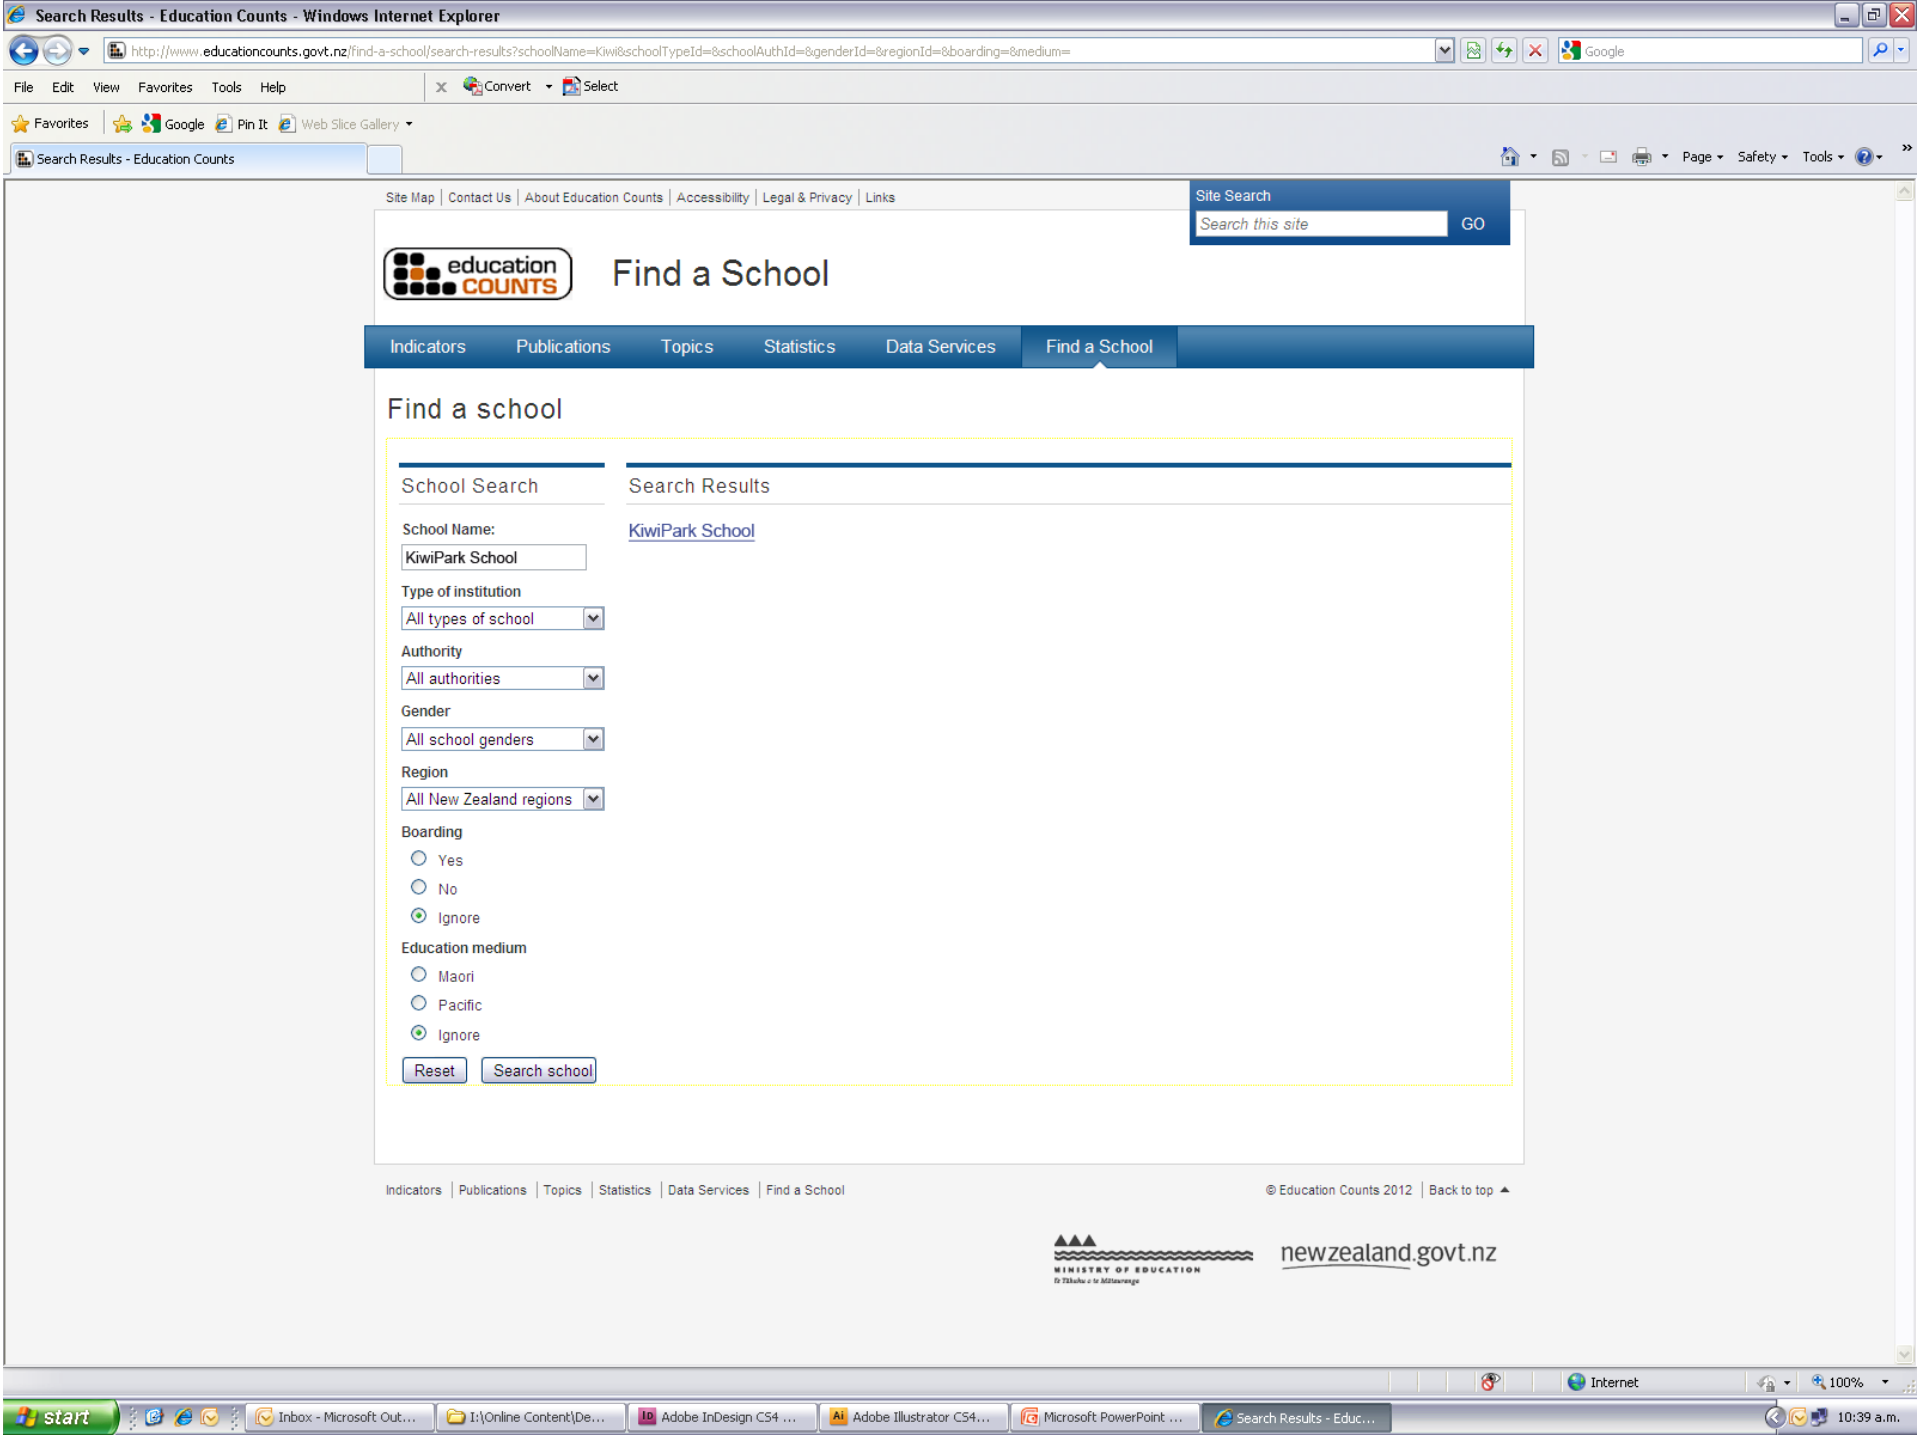 Search Results - Education Counts - Windows Internet Explorer
http://www.educationcounts.govt.nz/find-a-school/search-results?schoolName=Kiwi&schoolTypeId=&schoolAuthId=&genderId=&regionId=&boarding=&medium=
Google
File Edit View Favorites Tools Help
x Convert Select
Favorites Google Pin It Web Slice Gallery
Search Results - Education Counts
Page Safety Tools
Site Map | Contact Us | About Education Counts | Accessibility | Legal & Privacy | Links
Site Search
Search this site GO
education
COUNTS
Find a School
Indicators Publications Topics Statistics Data Services Find a School
Find a school
School Search
Search Results
School Name:
KiwiPark School
KiwiPark School
Type of institution
All types of school
Authority
All authorities
Gender
All school genders
Region
All New Zealand regions
Boarding
Yes
No
Ignore
Education medium
Maori
Pacific
Ignore
Reset Search school
Indicators | Publications | Topics | Statistics | Data Services | Find a School
© Education Counts 2012 | Back to top
MINISTRY OF EDUCATION
Te Tāhuhu o te Mātauranga
newzealand.govt.nz
Internet 100%
start Inbox - Microsoft Out... I:\Online Content\De... Adobe InDesign CS4 ... Adobe Illustrator CS4... Microsoft PowerPoint ... Search Results - Educ... 10:39 a.m.